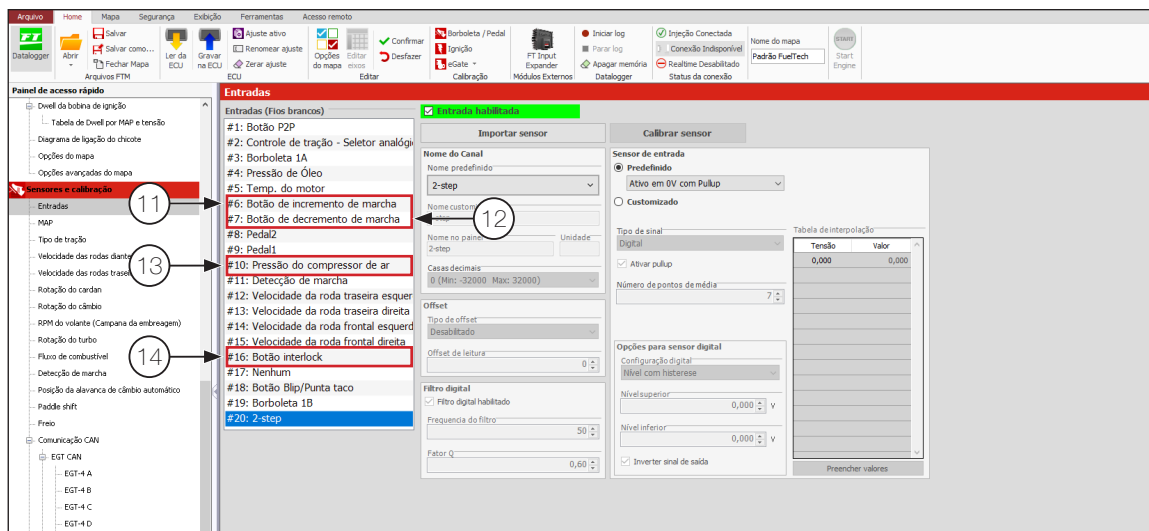 Arquivo Home Mapa Segurança Exibição Ferramentas Acesso remoto
FT
Datalogger
Abrir
Salvar
Salvar como...
Fechar Mapa
Arquivos FTM
Ler da ECU
Gravar na ECU
Ajuste ativo
Renomear ajuste
Zerar ajuste
ECU
Opções do mapa
Editar eixos
Confirmar
Desfazer
Editar
Borboleta / Pedal
Ignição
eGate
Calibração
FT Input Expander
Módulos Externos
Iniciar log
Parar log
Apagar memória
Datalogger
Injeção Conectada
Conexão Indisponível
Realtime Desabilitado
Status da conexão
Nome do mapa
Padrão FuelTech
START
Start Engine
Painel de acesso rápido
Dwell da bobina de ignição
Tabela de Dwell por MAP e tensão
Diagrama de ligação do chicote
Opções do mapa
Opções avançadas do mapa
Sensores e calibração
Entradas
MAP
Tipo de tração
Velocidade das rodas diante
Velocidade das rodas trasei
Rotação do cardan
Rotação do câmbio
RPM do volante (Campana da embreagem)
Rotação do turbo
Fluxo de combustível
Detecção de marcha
Posição da alavanca de câmbio automático
Paddle shift
Freio
Comunicação CAN
EGT CAN
EGT-4 A
EGT-4 B
EGT-4 C
EGT-4 D
11
13
14
12
Entradas
Entradas (Fios brancos)
#1: Botão P2P
#2: Controle de tração - Seletor analógi
#3: Borboleta 1A
#4: Pressão de Óleo
#5: Temp. do motor
#6: Botão de incremento de marcha
#7: Botão de decremento de marcha
#8: Pedal2
#9: Pedal1
#10: Pressão do compressor de ar
#11: Detecção de marcha
#12: Velocidade da roda traseira esquer
#13: Velocidade da roda traseira direita
#14: Velocidade da roda frontal esquerd
#15: Velocidade da roda frontal direita
#16: Botão interlock
#17: Nenhum
#18: Botão Blip/Punta taco
#19: Borboleta 1B
#20: 2-step
Entrada habilitada
Importar sensor
Calibrar sensor
Nome do Canal
Nome predefinido
2-step
Nome custom
Nome no painel
Unidade
2-step
Casas decimais
0 (Min: -32000 Max: 32000)
Offset
Tipo de offset
Desabilitado
Offset de leitura
0
Filtro digital
Filtro digital habilitado
Frequencia do filtro
50
Fator Q
0,60
Sensor de entrada
Predefinido
Ativo em 0V com Pullup
Customizado
Tipo de sinal
Digital
Ativar pullup
Número de pontos de média
7
Opções para sensor digital
Configuração digital
Nível com histerese
Nível superior
0,000 V
Nível inferior
0,000 V
Inverter sinal de saída
Tabela de interpolação
Tensão Valor
0,000 0,000
Preencher valores